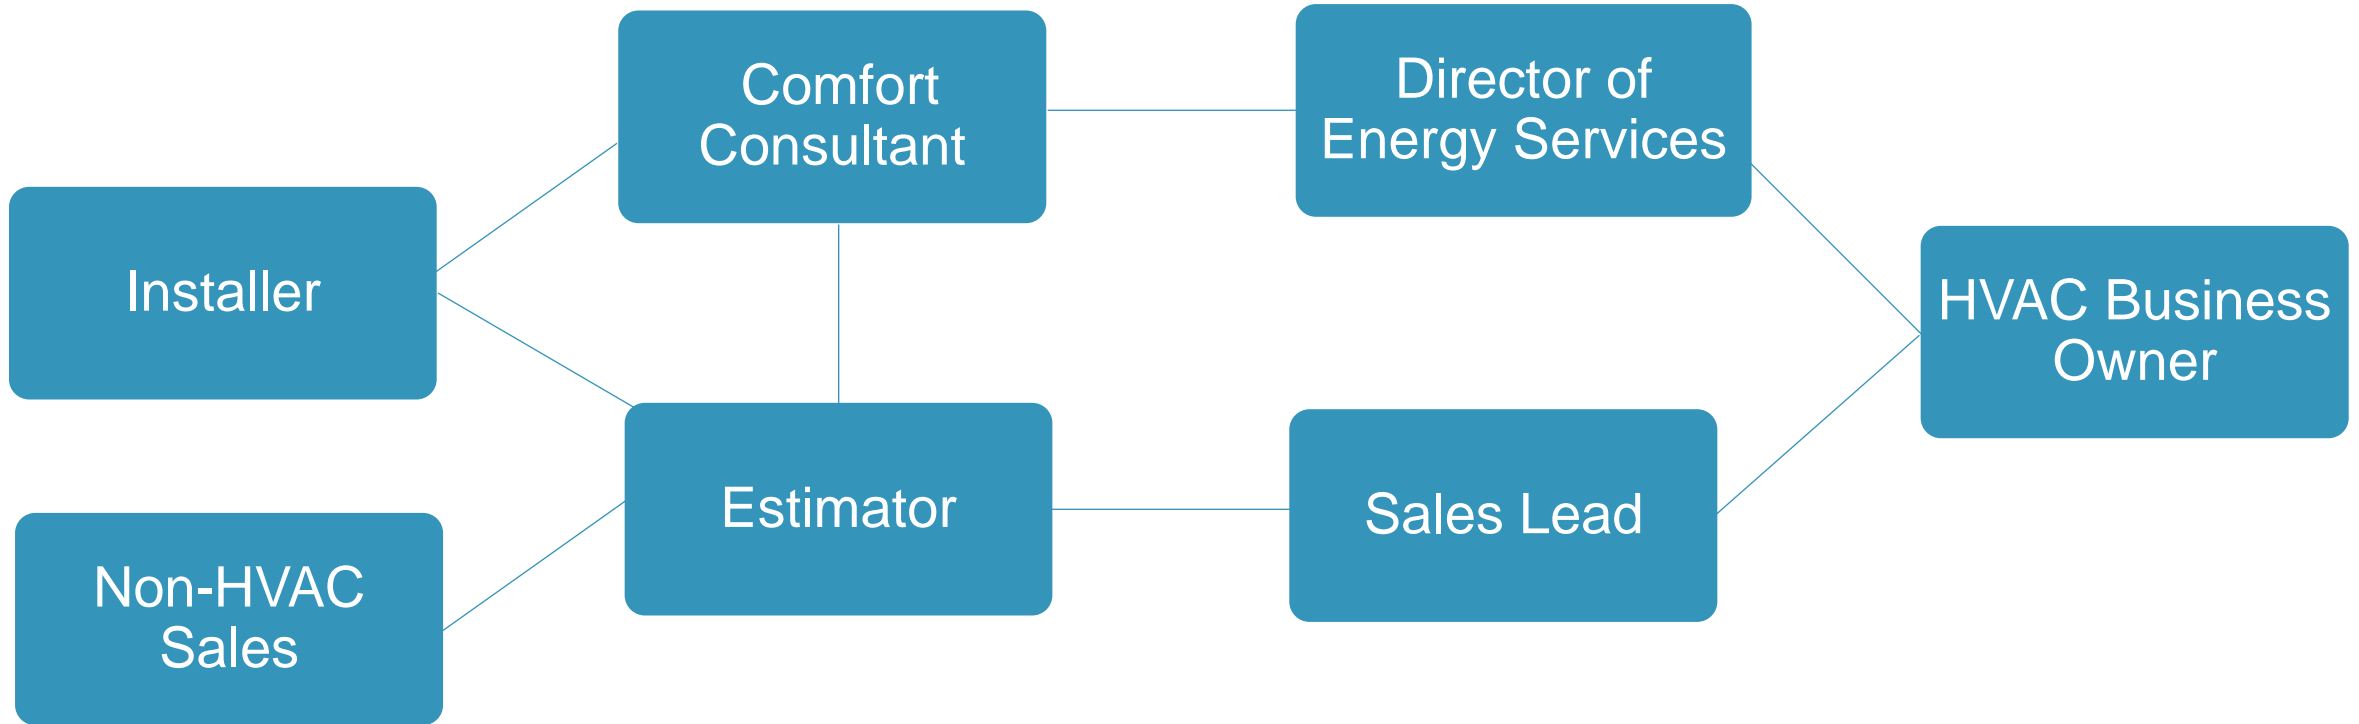 Comfort
Consultant
Director of
Energy Services
Installer
HVAC Business
Owner
Estimator
Sales Lead
Non-HVAC
Sales